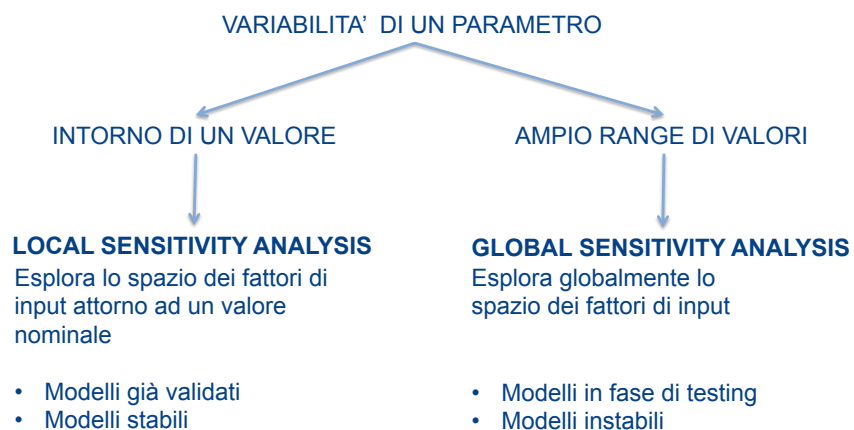 VARIABILITA’ DI UN PARAMETRO
INTORNO DI UN VALORE
AMPIO RANGE DI VALORI
LOCAL SENSITIVITY ANALYSIS
Esplora lo spazio dei fattori di
input attorno ad un valore
nominale
• Modelli già validati
• Modelli stabili
GLOBAL SENSITIVITY ANALYSIS
Esplora globalmente lo
spazio dei fattori di input
• Modelli in fase di testing
• Modelli instabili